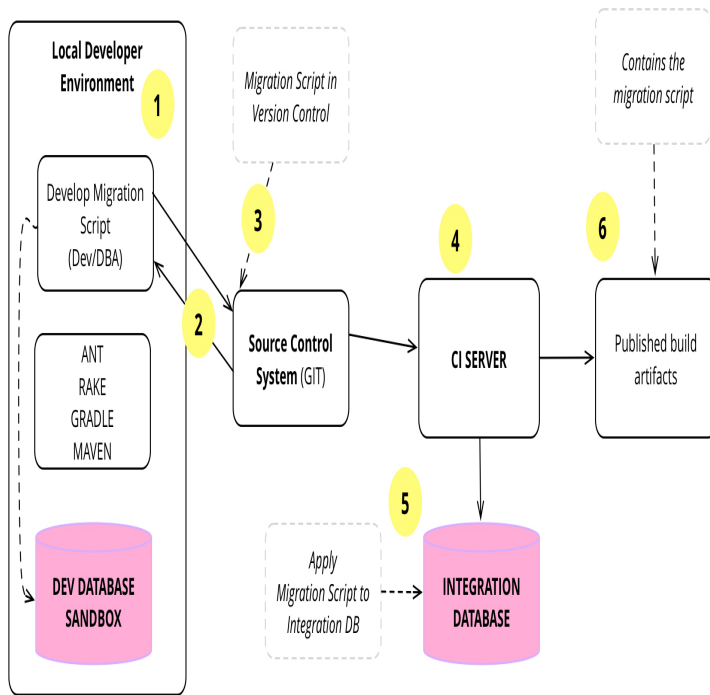 Local Developer
Environment
1
Develop Migration
Script
(Dev/DBA)
ANT
RAKE
GRADLE
MAVEN
DEV DATABASE
SANDBOX
2
Migration Script in
Version Control
3
Source Control
System (GIT)
4
CI SERVER
5
Apply
Migration Script to
Integration DB
INTEGRATION
DATABASE
Contains the
migration script
6
Published build
artifacts